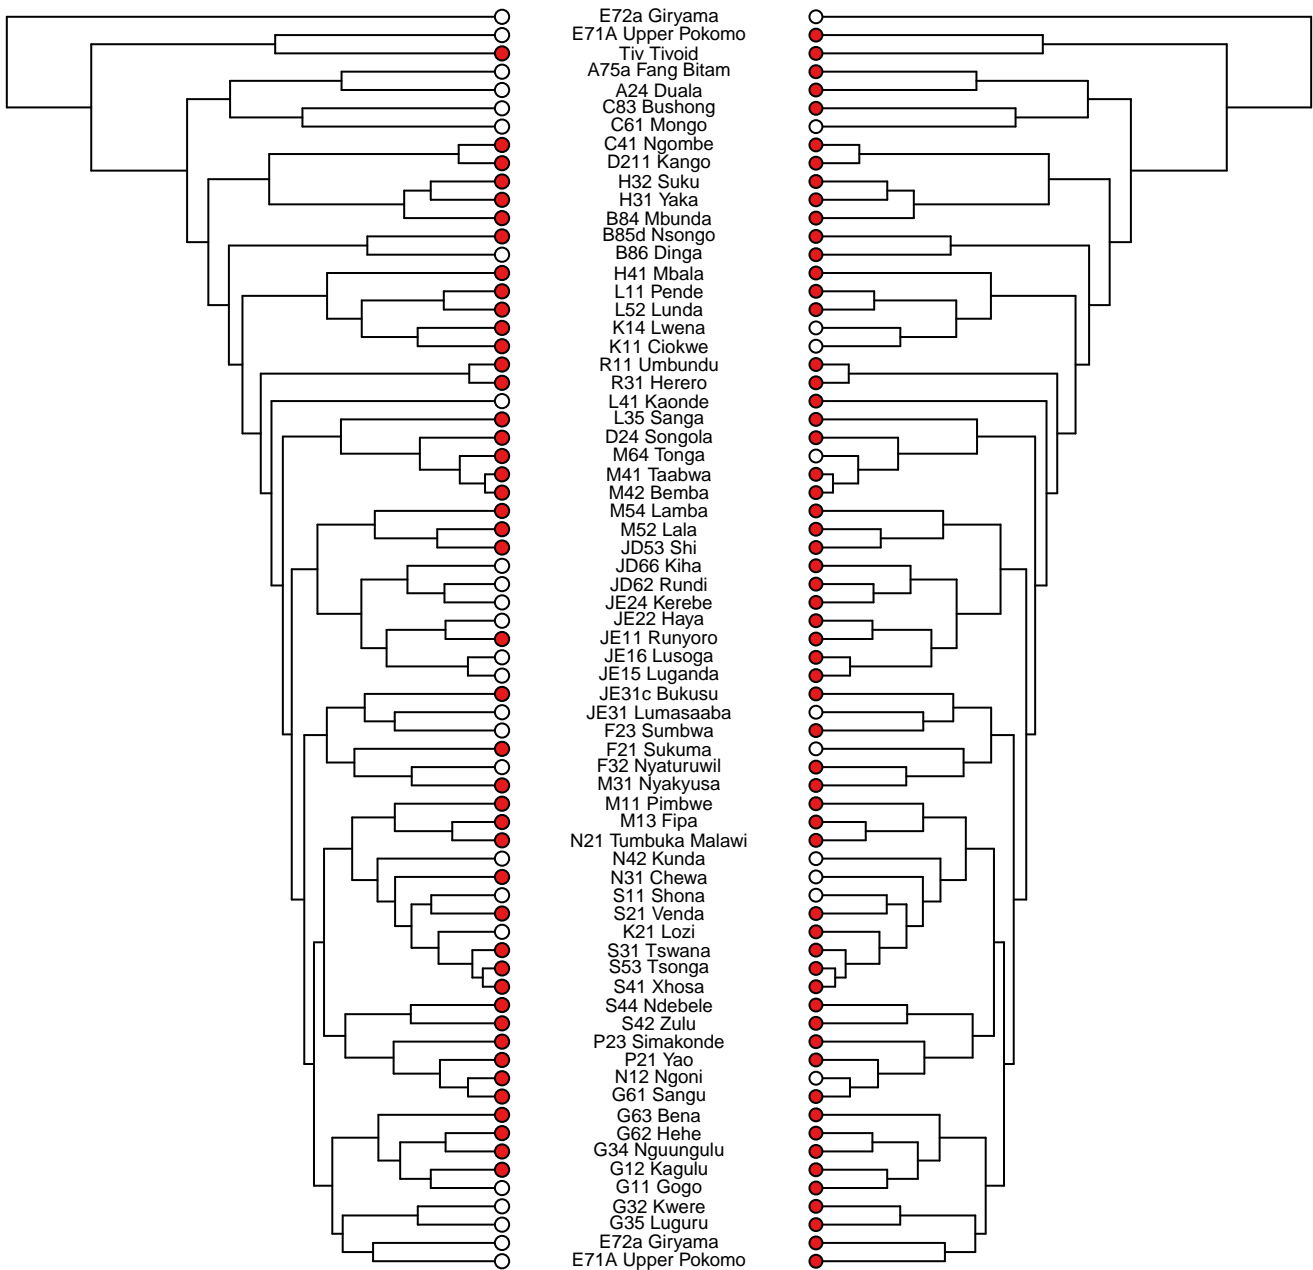 E72a Giryama
E71A Upper Pokomo
Tiv Tivoid
A75a Fang Bitam
A24 Duala
C83 Bushong
C61 Mongo
C41 Ngombe
D211 Kango
H32 Suku
H31 Yaka
B84 Mbunda
B85d Nsongo
B86 Dinga
H41 Mbala
L11 Pende
L52 Lunda
K14 Lwena
K11 Ciokwe
R11 Umbundu
R31 Herero
L41 Kaonde
L35 Sanga
D24 Songola
M64 Tonga
M41 Taabwa
M42 Bemba
M54 Lamba
M52 Lala
JD53 Shi
JD66 Kiha
JD62 Rundi
JE24 Kerebe
JE22 Haya
JE11 Runyoro
JE16 Lusoga
JE15 Luganda
JE31c Bukusu
JE31 Lumasaaba
F23 Sumbwa
F21 Sukuma
F32 Nyaturuwil
M31 Nyakyusa
M11 Pimbwe
M13 Fipa
N21 Tumbuka Malawi
N42 Kunda
N31 Chewa
S11 Shona
S21 Venda
K21 Lozi
S31 Tswana
S53 Tsonga
S41 Xhosa
S44 Ndebele
S42 Zulu
P23 Simakonde
P21 Yao
N12 Ngoni
G61 Sangu
G63 Bena
G62 Hehe
G34 Nguungulu
G12 Kagulu
G11 Gogo
G32 Kwere
G35 Luguru
E72a Giryama
E71A Upper Pokomo